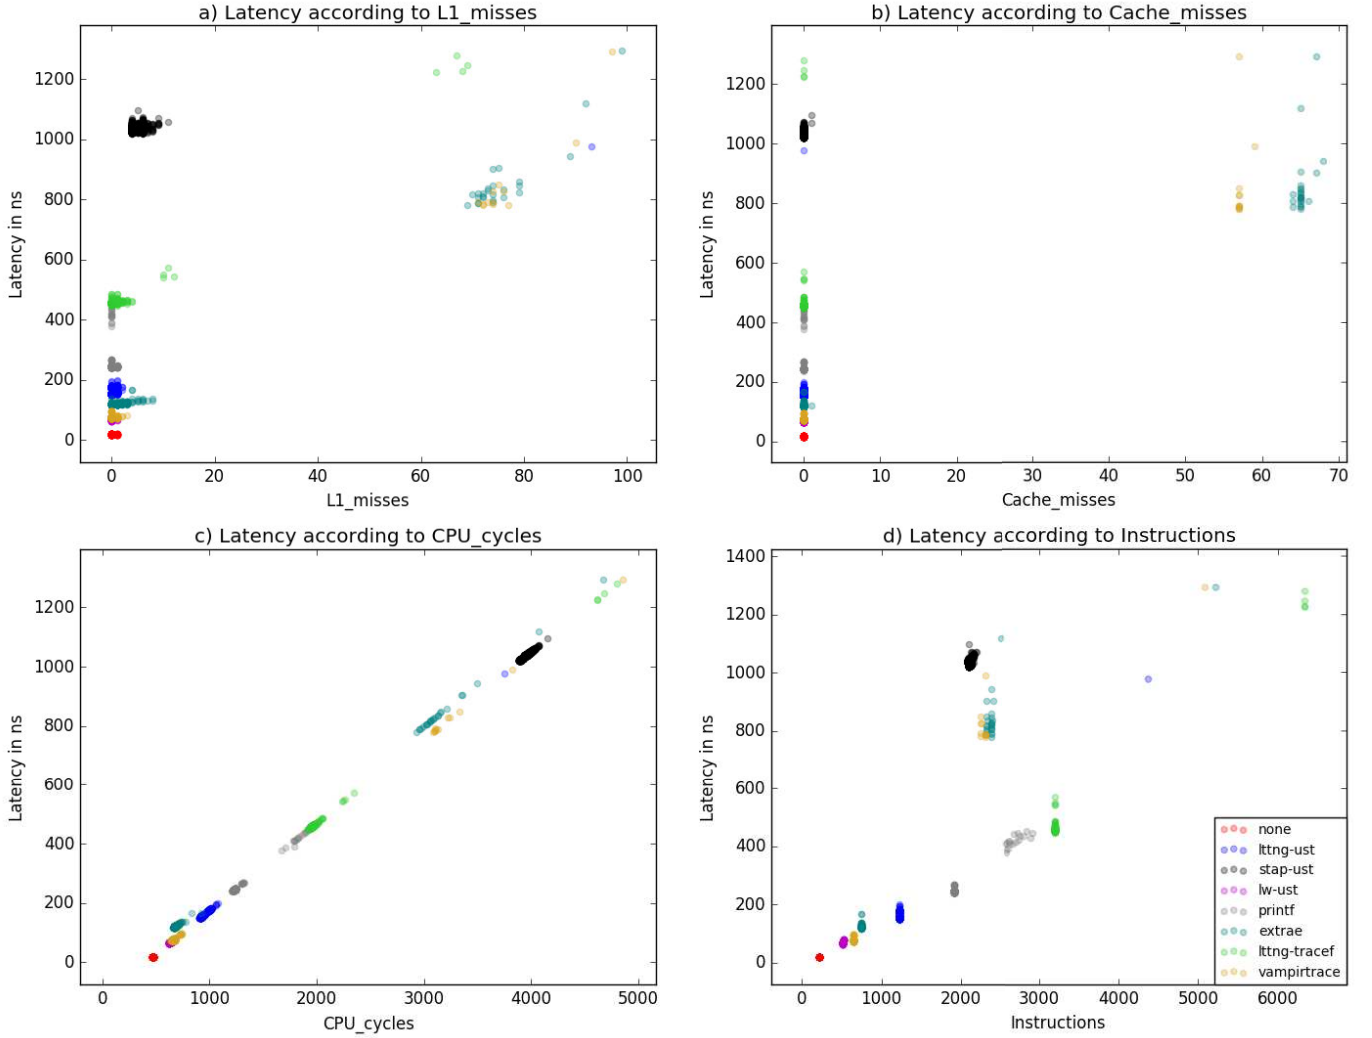 a) Latency according to L1_misses
1200
1000
800
600
400
200
0
Latency in ns
0 20 40 60 80 100
L1_misses
b) Latency according to Cache_misses
1200
1000
800
600
400
200
0
Latency in ns
0 10 20 30 40 50 60 70
Cache_misses
c) Latency according to CPU_cycles
1200
1000
800
600
400
200
0
Latency in ns
0 1000 2000 3000 4000 5000
CPU_cycles
d) Latency according to Instructions
1400
1200
1000
800
600
400
200
0
Latency in ns
0 1000 2000 3000 4000 5000 6000
Instructions
none
lttng-ust
stap-ust
lw-ust
printf
extrae
lttng-tracef
vampirtrace